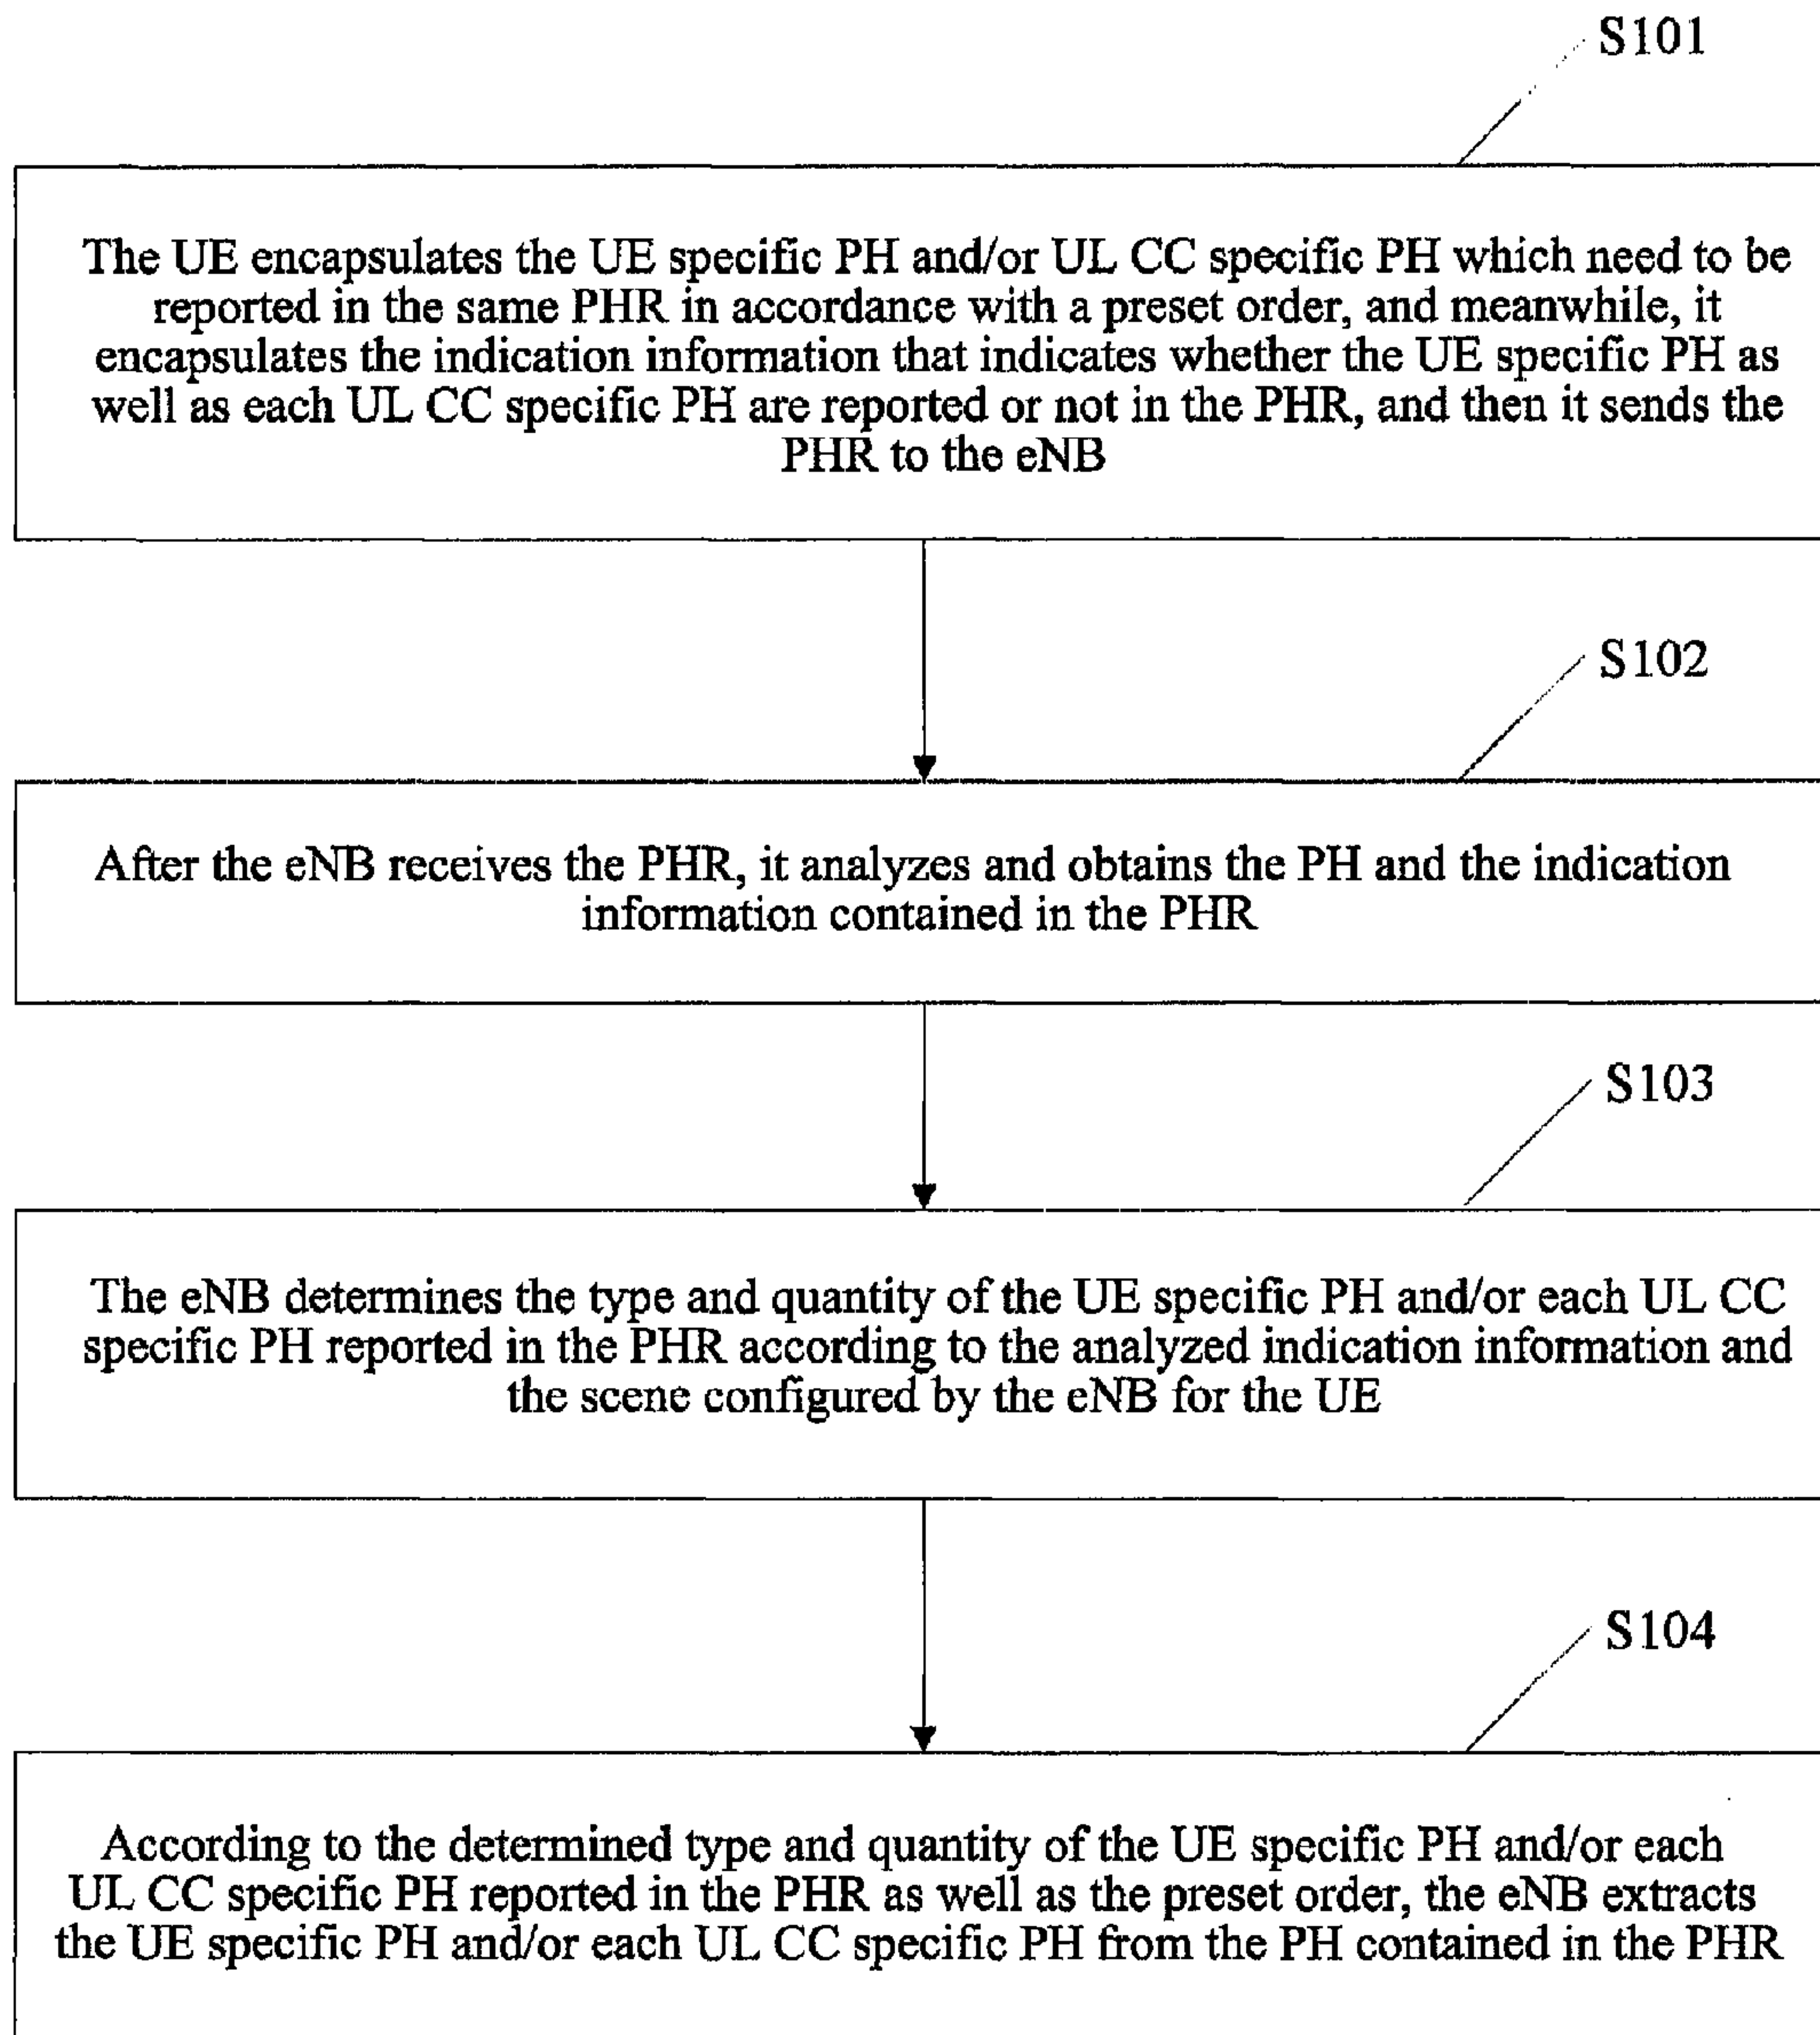 S101
The UE encapsulates the UE specific PH and/or UL CC specific PH which need to be
reported in the same PHR in accordance with a preset order, and meanwhile, it
encapsulates the indication information that indicates whether the UE specific PH as
well as each UL CC specific PH are reported or not in the PHR, and then it sends the
PHR to the eNB
S102
After the eNB receives the PHR, it analyzes and obtains the PH and the indication
information contained in the PHR
S103
The eNB determines the type and quantity of the UE specific PH and/or each UL CC
specific PH reported in the PHR according to the analyzed indication information and
the scene configured by the eNB for the UE
S104
According to the determined type and quantity of the UE specific PH and/or each
UL CC specific PH reported in the PHR as well as the preset order, the eNB extracts
the UE specific PH and/or each UL CC specific PH from the PH contained in the PHR